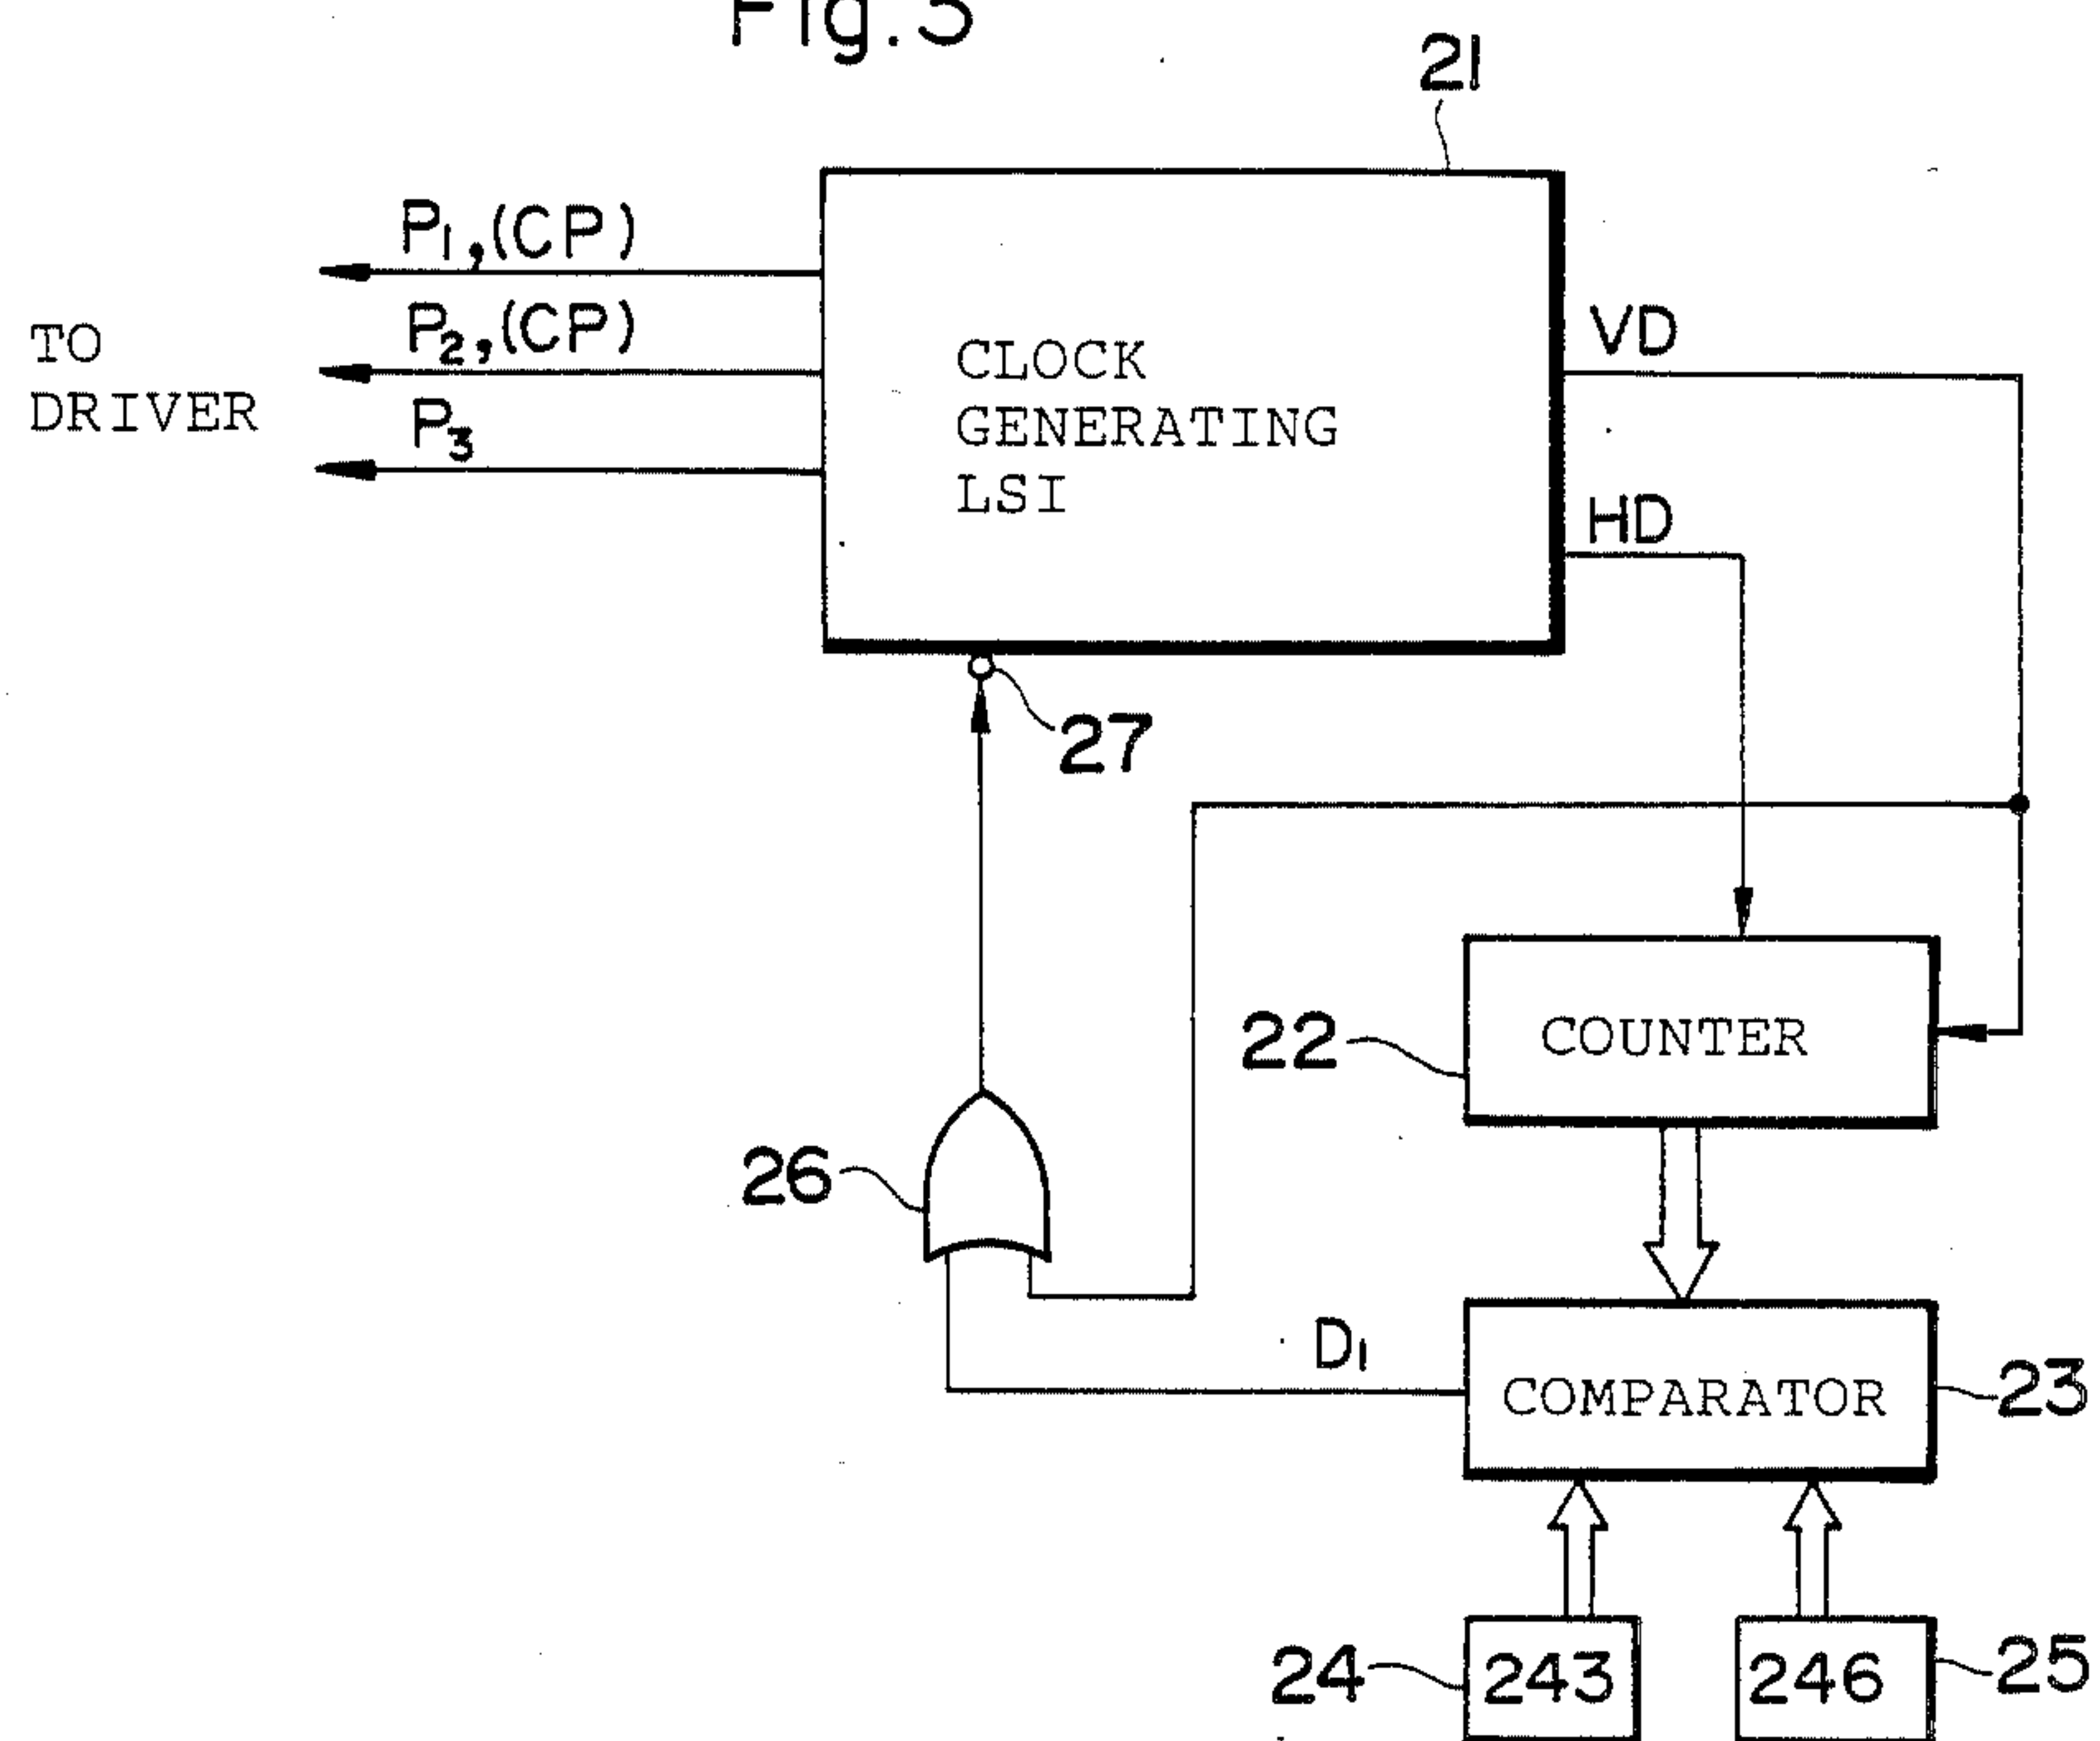 Fig. 3
21
P1,(CP)
P2,(CP)
P3
TO
DRIVER
CLOCK
GENERATING
LSI
VD
HD
27
22
COUNTER
26
D1
COMPARATOR
23
24
243
246
25